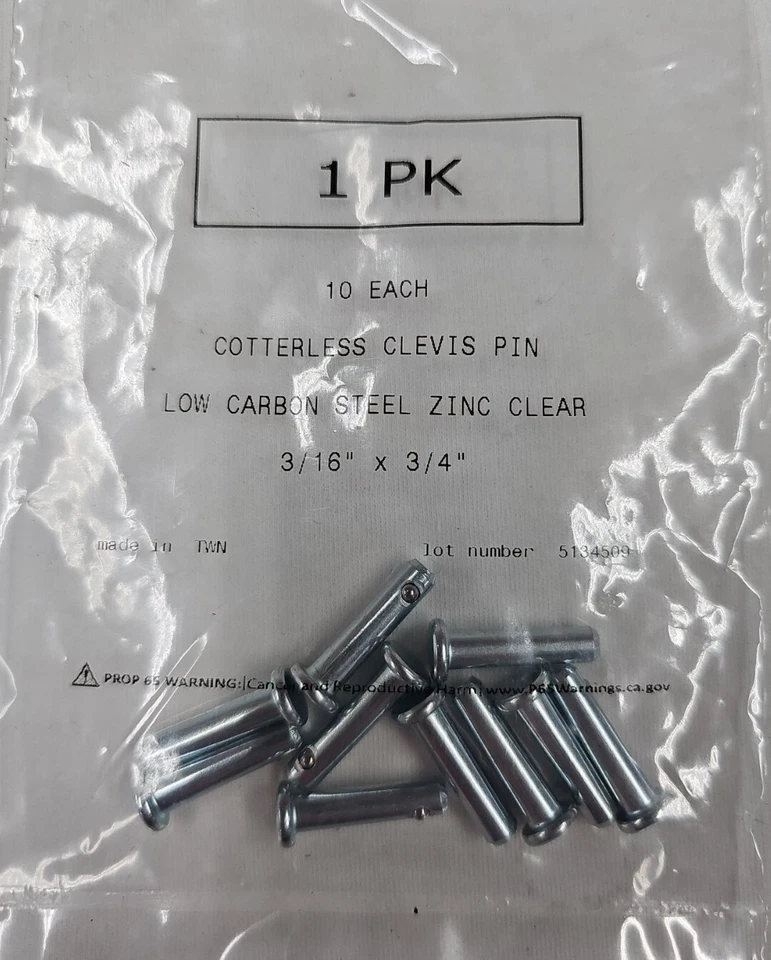 1 PK
10 EACH
COTTERLESS CLEVIS PIN
LOW CARBON STEEL ZINC CLEAR
3/16" x 3/4"
made in TWN lot number 5134509
PROP 65 WARNING:|Cancer and Reproductive Harm|www.P65Warnings.ca.gov